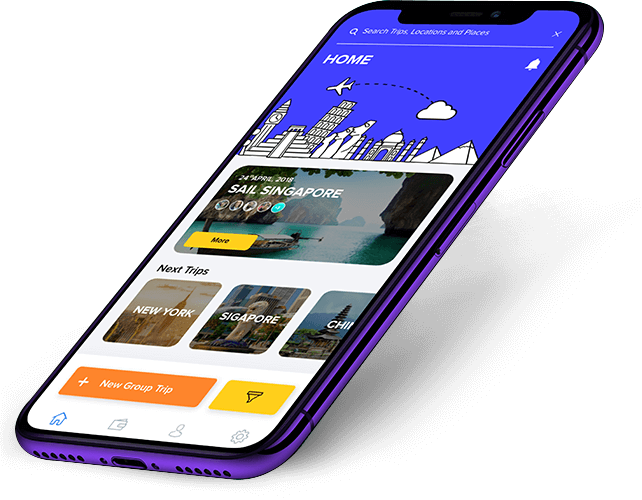 Search Trips, Locations and Places
HOME
24TH APRIL, 2018
SAIL SINGAPORE
More
Next Trips
NEW YORK
SIGAPORE
CHI
+ New Group Trip